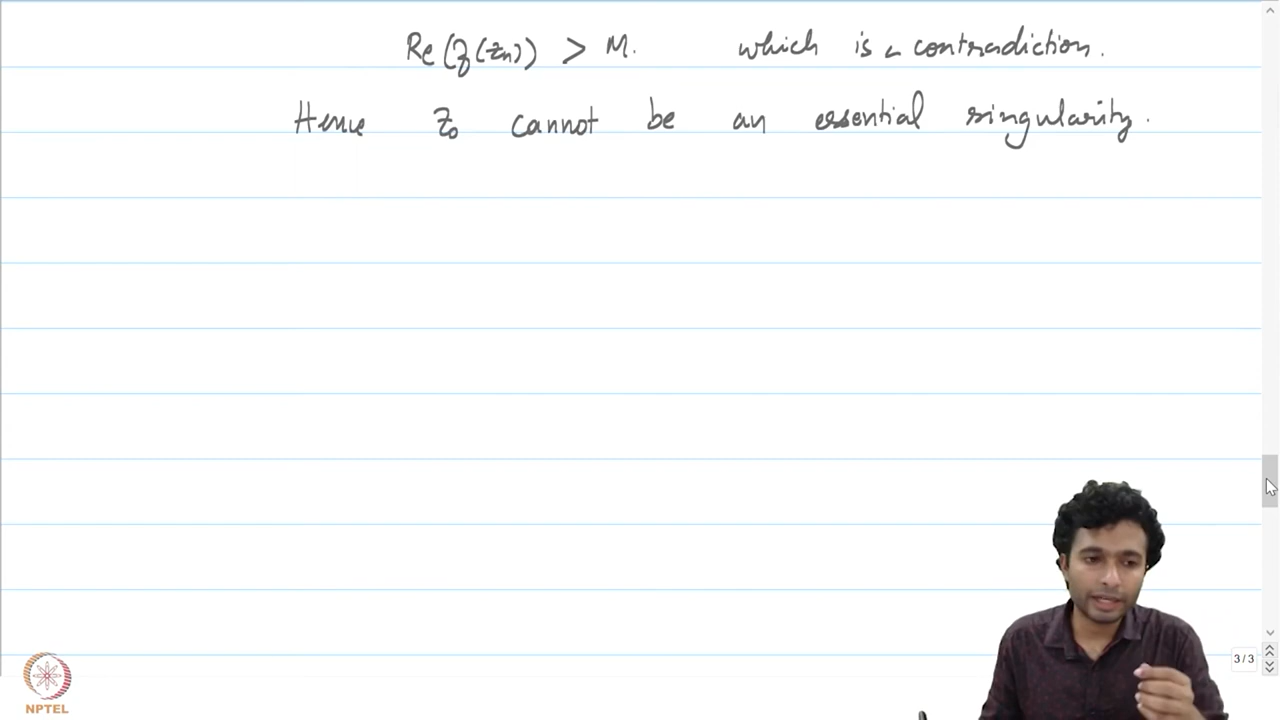 Re(f(zn)) > M. which is a contradiction.
Hence z0 cannot be an essential singularity.
3 / 3
NPTEL